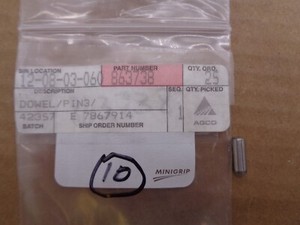 BIN LOCATION PART NUMBER QTY. ORD.
12-08-03-060 863738 25
DESCRIPTION SEQ. QTY. PICKED
DOWEL/PIN3/
42357 E 7867914 AGCO
BATCH SHIP ORDER NUMBER
10 MINIGRIP